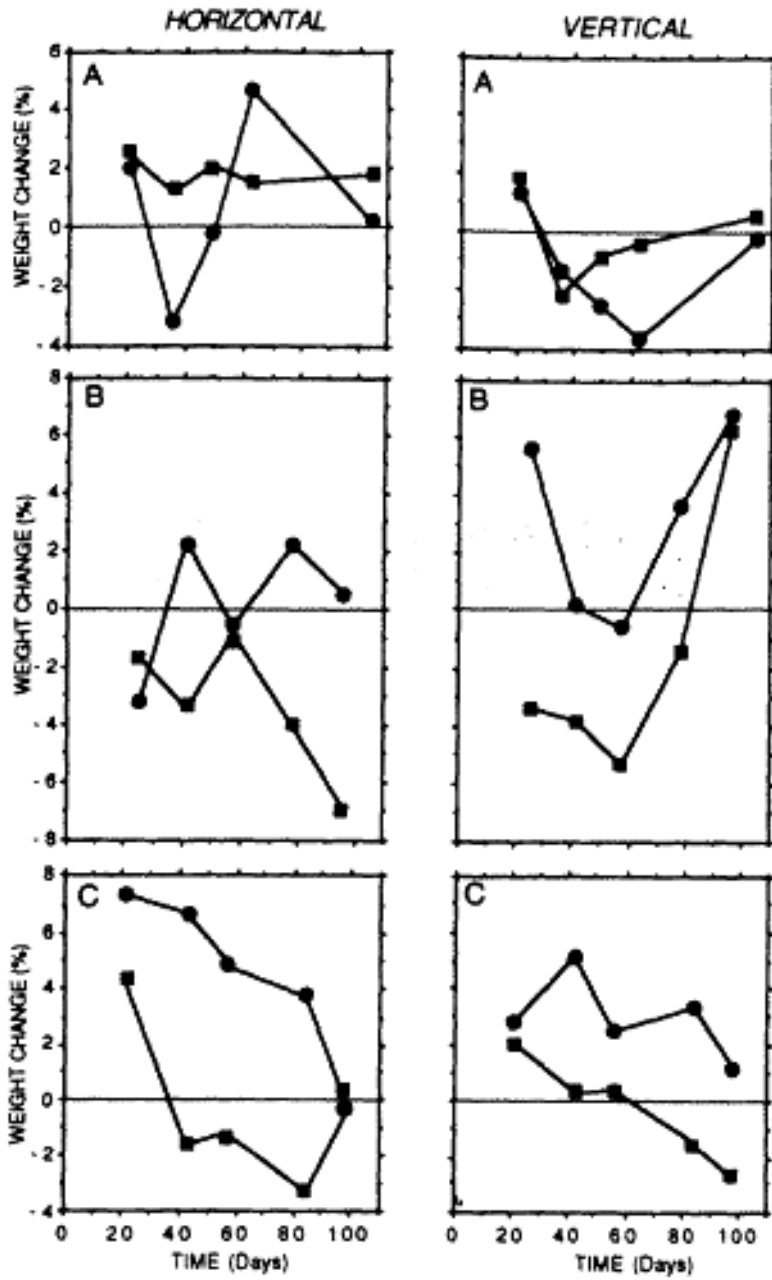 HORIZONTAL
VERTICAL
A
A
WEIGHT CHANGE (%)
6
4
2
0
- 2
- 4
B
B
WEIGHT CHANGE (%)
8
6
4
2
0
- 2
- 4
- 6
- 8
C
C
WEIGHT CHANGE (%)
8
6
4
2
0
- 2
- 4
0 20 40 60 80 100
0 20 40 60 80 100
TIME (Days)
TIME (Days)